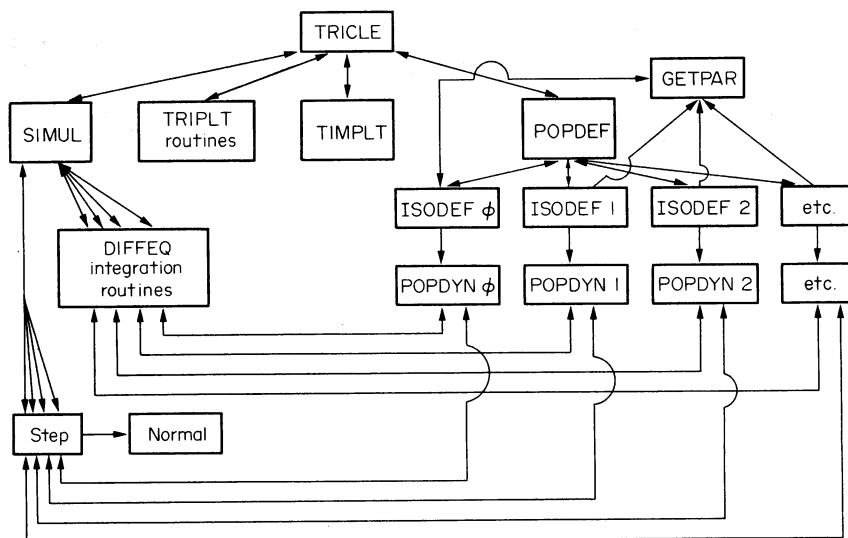 TRICLE
GETPAR
SIMUL
TRIPLT
routines
TIMPLT
POPDEF
ISODEF ϕ
ISODEF 1
ISODEF 2
etc.
DIFFEQ
integration
routines
POPDYN ϕ
POPDYN 1
POPDYN 2
etc.
Step
Normal